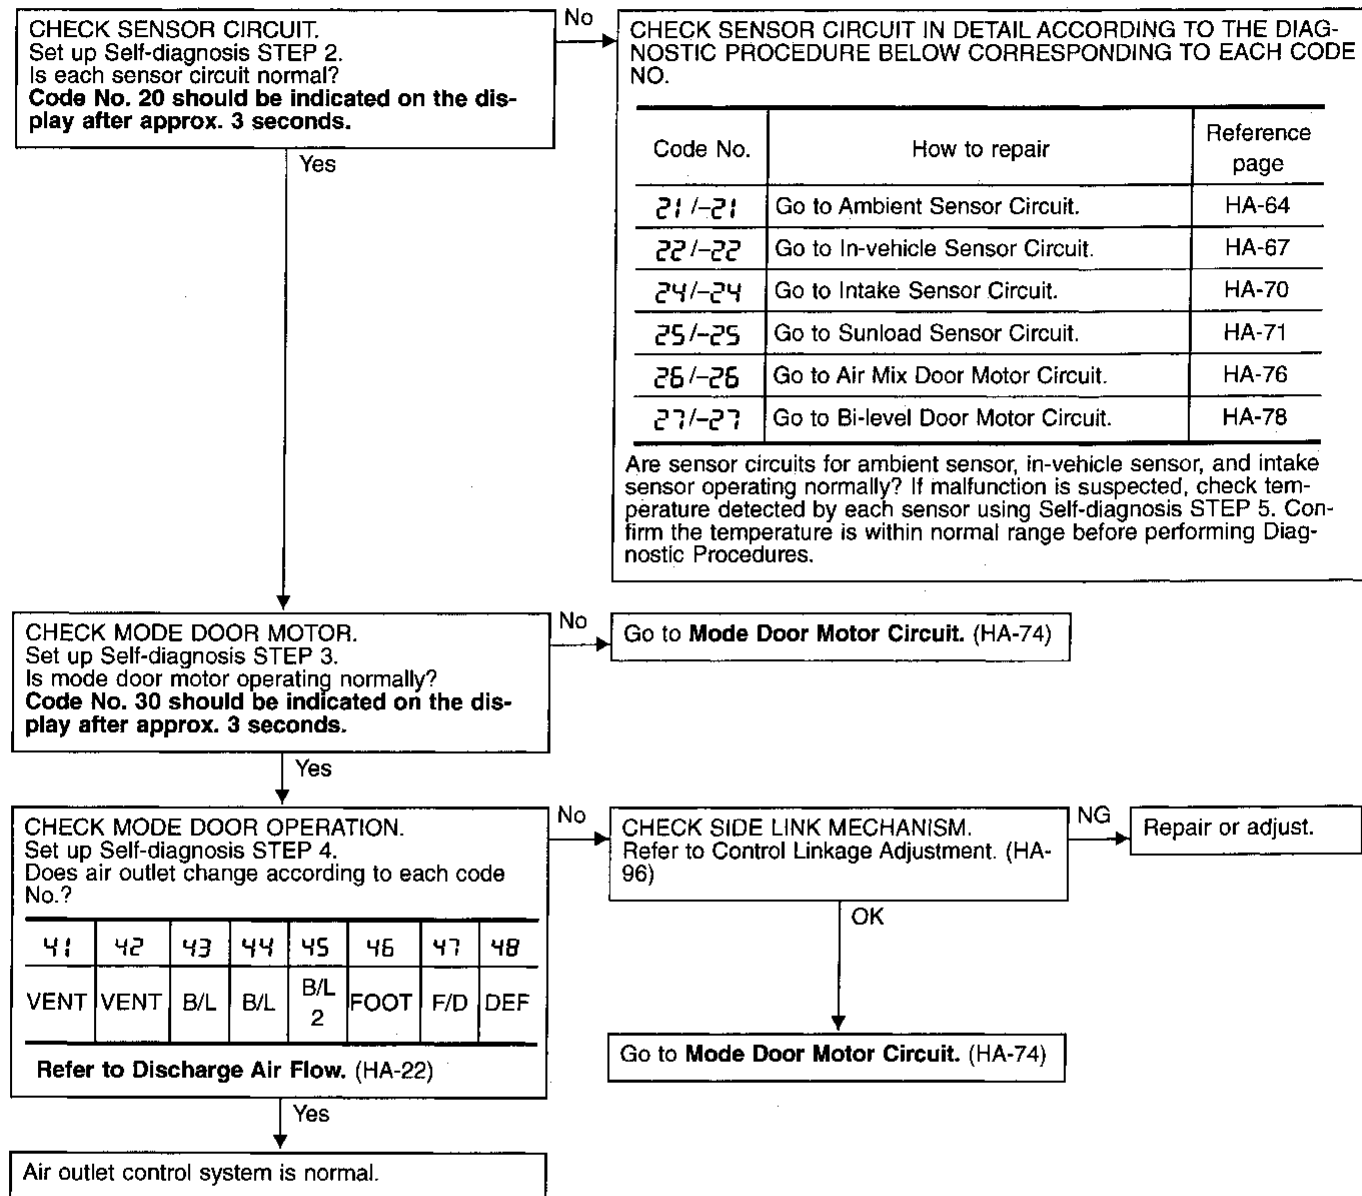 CHECK SENSOR CIRCUIT.
Set up Self-diagnosis STEP 2.
Is each sensor circuit normal?
Code No. 20 should be indicated on the dis-
play after approx. 3 seconds.
No
CHECK SENSOR CIRCUIT IN DETAIL ACCORDING TO THE DIAG-
NOSTIC PROCEDURE BELOW CORRESPONDING TO EACH CODE
NO.
Code No. How to repair Reference
page
21/-21 Go to Ambient Sensor Circuit. HA-64
22/-22 Go to In-vehicle Sensor Circuit. HA-67
24/-24 Go to Intake Sensor Circuit. HA-70
25/-25 Go to Sunload Sensor Circuit. HA-71
26/-26 Go to Air Mix Door Motor Circuit. HA-76
27/-27 Go to Bi-level Door Motor Circuit. HA-78
Are sensor circuits for ambient sensor, in-vehicle sensor, and intake
sensor operating normally? If malfunction is suspected, check tem-
perature detected by each sensor using Self-diagnosis STEP 5. Con-
firm the temperature is within normal range before performing Diag-
nostic Procedures.
Yes
CHECK MODE DOOR MOTOR.
Set up Self-diagnosis STEP 3.
Is mode door motor operating normally?
Code No. 30 should be indicated on the dis-
play after approx. 3 seconds.
No
Go to Mode Door Motor Circuit. (HA-74)
Yes
CHECK MODE DOOR OPERATION.
Set up Self-diagnosis STEP 4.
Does air outlet change according to each code
No.?
41 42 43 44 45 46 47 48
VENT VENT B/L B/L B/L 2 FOOT F/D DEF
Refer to Discharge Air Flow. (HA-22)
No
CHECK SIDE LINK MECHANISM.
Refer to Control Linkage Adjustment. (HA-
96)
NG
Repair or adjust.
OK
Go to Mode Door Motor Circuit. (HA-74)
Yes
Air outlet control system is normal.